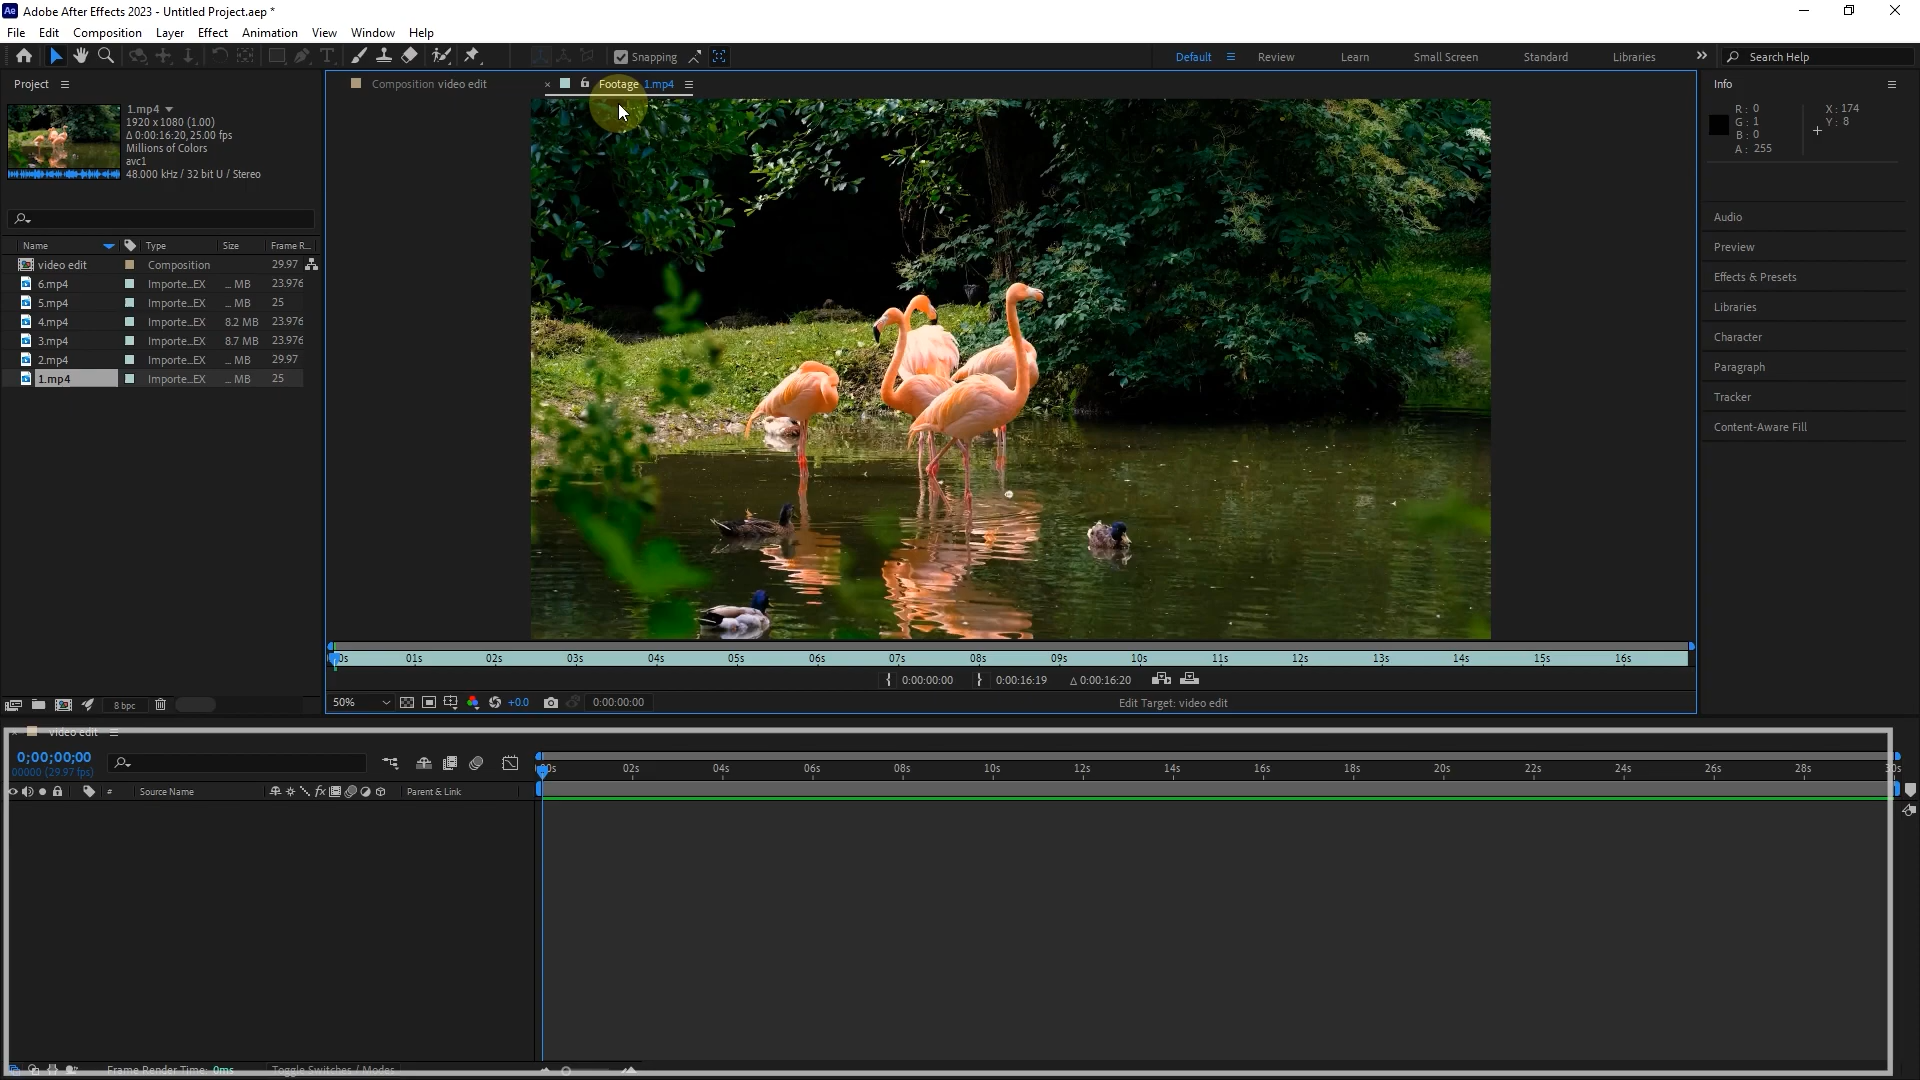 Ae Adobe After Effects 2023 - Untitled Project.aep *
File Edit Composition Layer Effect Animation View Window Help
Snapping Default Review Learn Small Screen Standard Libraries Search Help
Project
1.mp4
1920 x 1080 (1.00)
Δ 0:00:16:20, 25.00 fps
Millions of Colors
avc1
48.000 kHz / 32 bit U / Stereo
Name Type Size Frame R...
video edit Composition 29.97
6.mp4 Importe...EX ... MB 23.976
5.mp4 Importe...EX ... MB 25
4.mp4 Importe...EX 8.2 MB 23.976
3.mp4 Importe...EX 8.7 MB 23.976
2.mp4 Importe...EX ... MB 29.97
1.mp4 Importe...EX ... MB 25
8 bpc
Composition video edit
Footage 1.mp4
01s 02s 03s 04s 05s 06s 07s 08s 09s 10s 11s 12s 13s 14s 15s 16s
0:00:00:00 0:00:16:19 Δ 0:00:16:20
50% +0.0 0:00:00:00 Edit Target: video edit
Info
R: 0 X: 174
G: 1 Y: 8
B: 0
A: 255
Audio
Preview
Effects & Presets
Libraries
Character
Paragraph
Tracker
Content-Aware Fill
video edit
0;00;00;00
00000 (29.97 fps)
02s 04s 06s 08s 10s 12s 14s 16s 18s 20s 22s 24s 26s 28s 30s
# Source Name fx Parent & Link
Frame Render Time: 0ms Toggle Switches / Modes